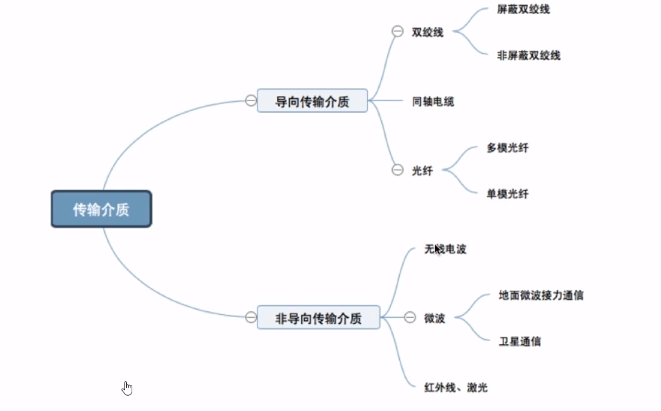 屏蔽双绞线
双绞线
非屏蔽双绞线
导向传输介质
同轴电缆
多模光纤
光纤
单模光纤
传输介质
无线电波
地面微波接力通信
非导向传输介质
微波
卫星通信
红外线、激光